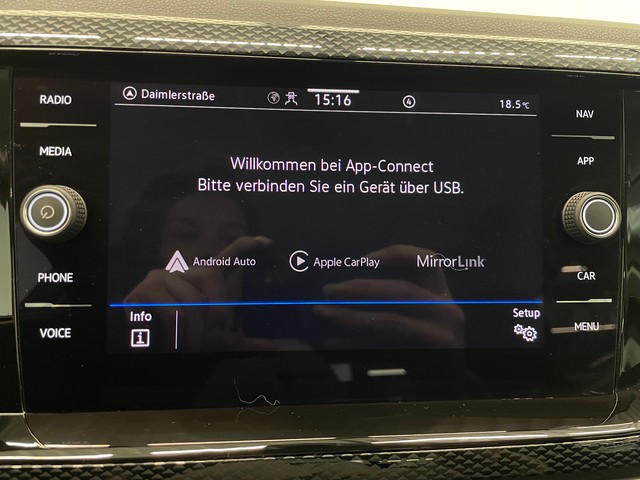 RADIO
MEDIA
PHONE
VOICE
Daimlerstraße
15:16
4
18.5°C
Willkommen bei App-Connect
Bitte verbinden Sie ein Gerät über USB.
Android Auto
Apple CarPlay
MirrorLink
Info
i
Setup
NAV
APP
CAR
MENU